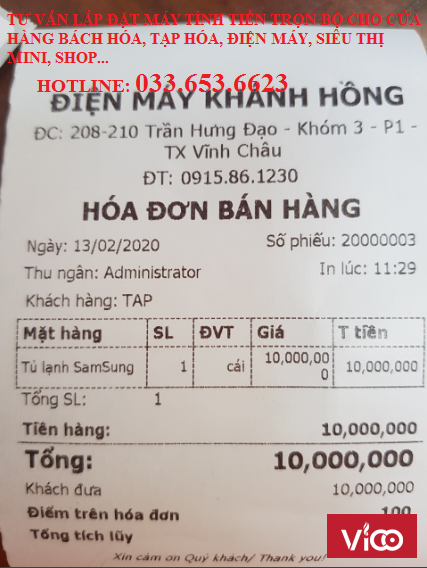 TƯ VẤN LẮP ĐẶT MÁY TÍNH TIỀN TRỌN BỘ CHO CỬA
HÀNG BÁCH HÓA, TẠP HÓA, ĐIỆN MÁY, SIÊU THỊ
MINI, SHOP...
HOTLINE: 033.653.6623
ĐIỆN MÁY KHÁNH HỒNG
ĐC: 208-210 Trần Hưng Đạo - Khóm 3 - P1 -
TX Vĩnh Châu
ĐT: 0915.86.1230
HÓA ĐƠN BÁN HÀNG
Ngày: 13/02/2020 Số phiếu: 20000003
Thu ngân: Administrator In lúc: 11:29
Khách hàng: TAP
Mặt hàng SL ĐVT Giá T tiền
Tủ lạnh SamSung 1 cái 10,000,00
0 10,000,000
Tổng SL: 1
Tiền hàng: 10,000,000
Tổng: 10,000,000
Khách đưa 10,000,000
Điểm trên hóa đơn 100
Tổng tích lũy
Xin cảm ơn Quý khách/ Thank you!
Vico